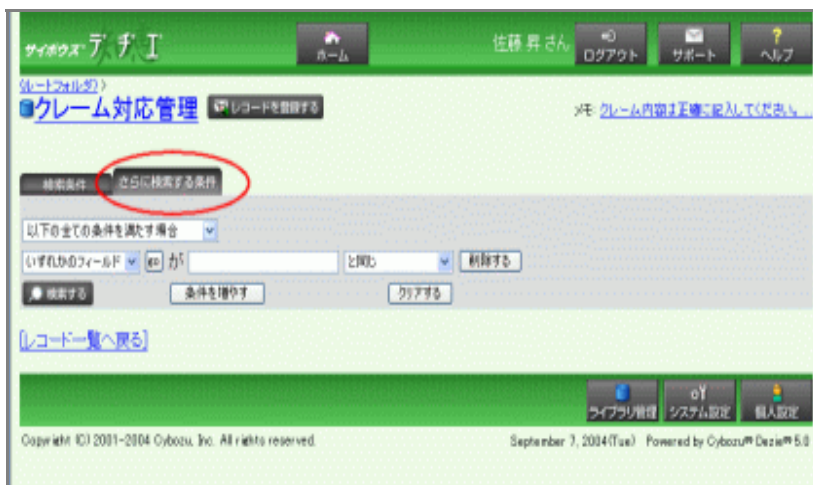 サイボウズ デヂエ
ホーム
佐藤 昇 さん
ログアウト
サポート
ヘルプ
(ルートフォルダ) >
クレーム対応管理
レコードを登録する
メモ: クレーム内容は正確に記入してください。...
検索条件
さらに検索する条件
以下の全ての条件を満たす場合
いずれかのフィールド が と同じ 削除する
検索する 条件を増やす クリアする
[レコード一覧へ戻る]
ライブラリ管理
システム設定
個人設定
Copyright (C) 2001-2004 Cybozu, Inc. All rights reserved.
September 7, 2004(Tue) Powered by Cybozu(R) Dezie(R) 5.0